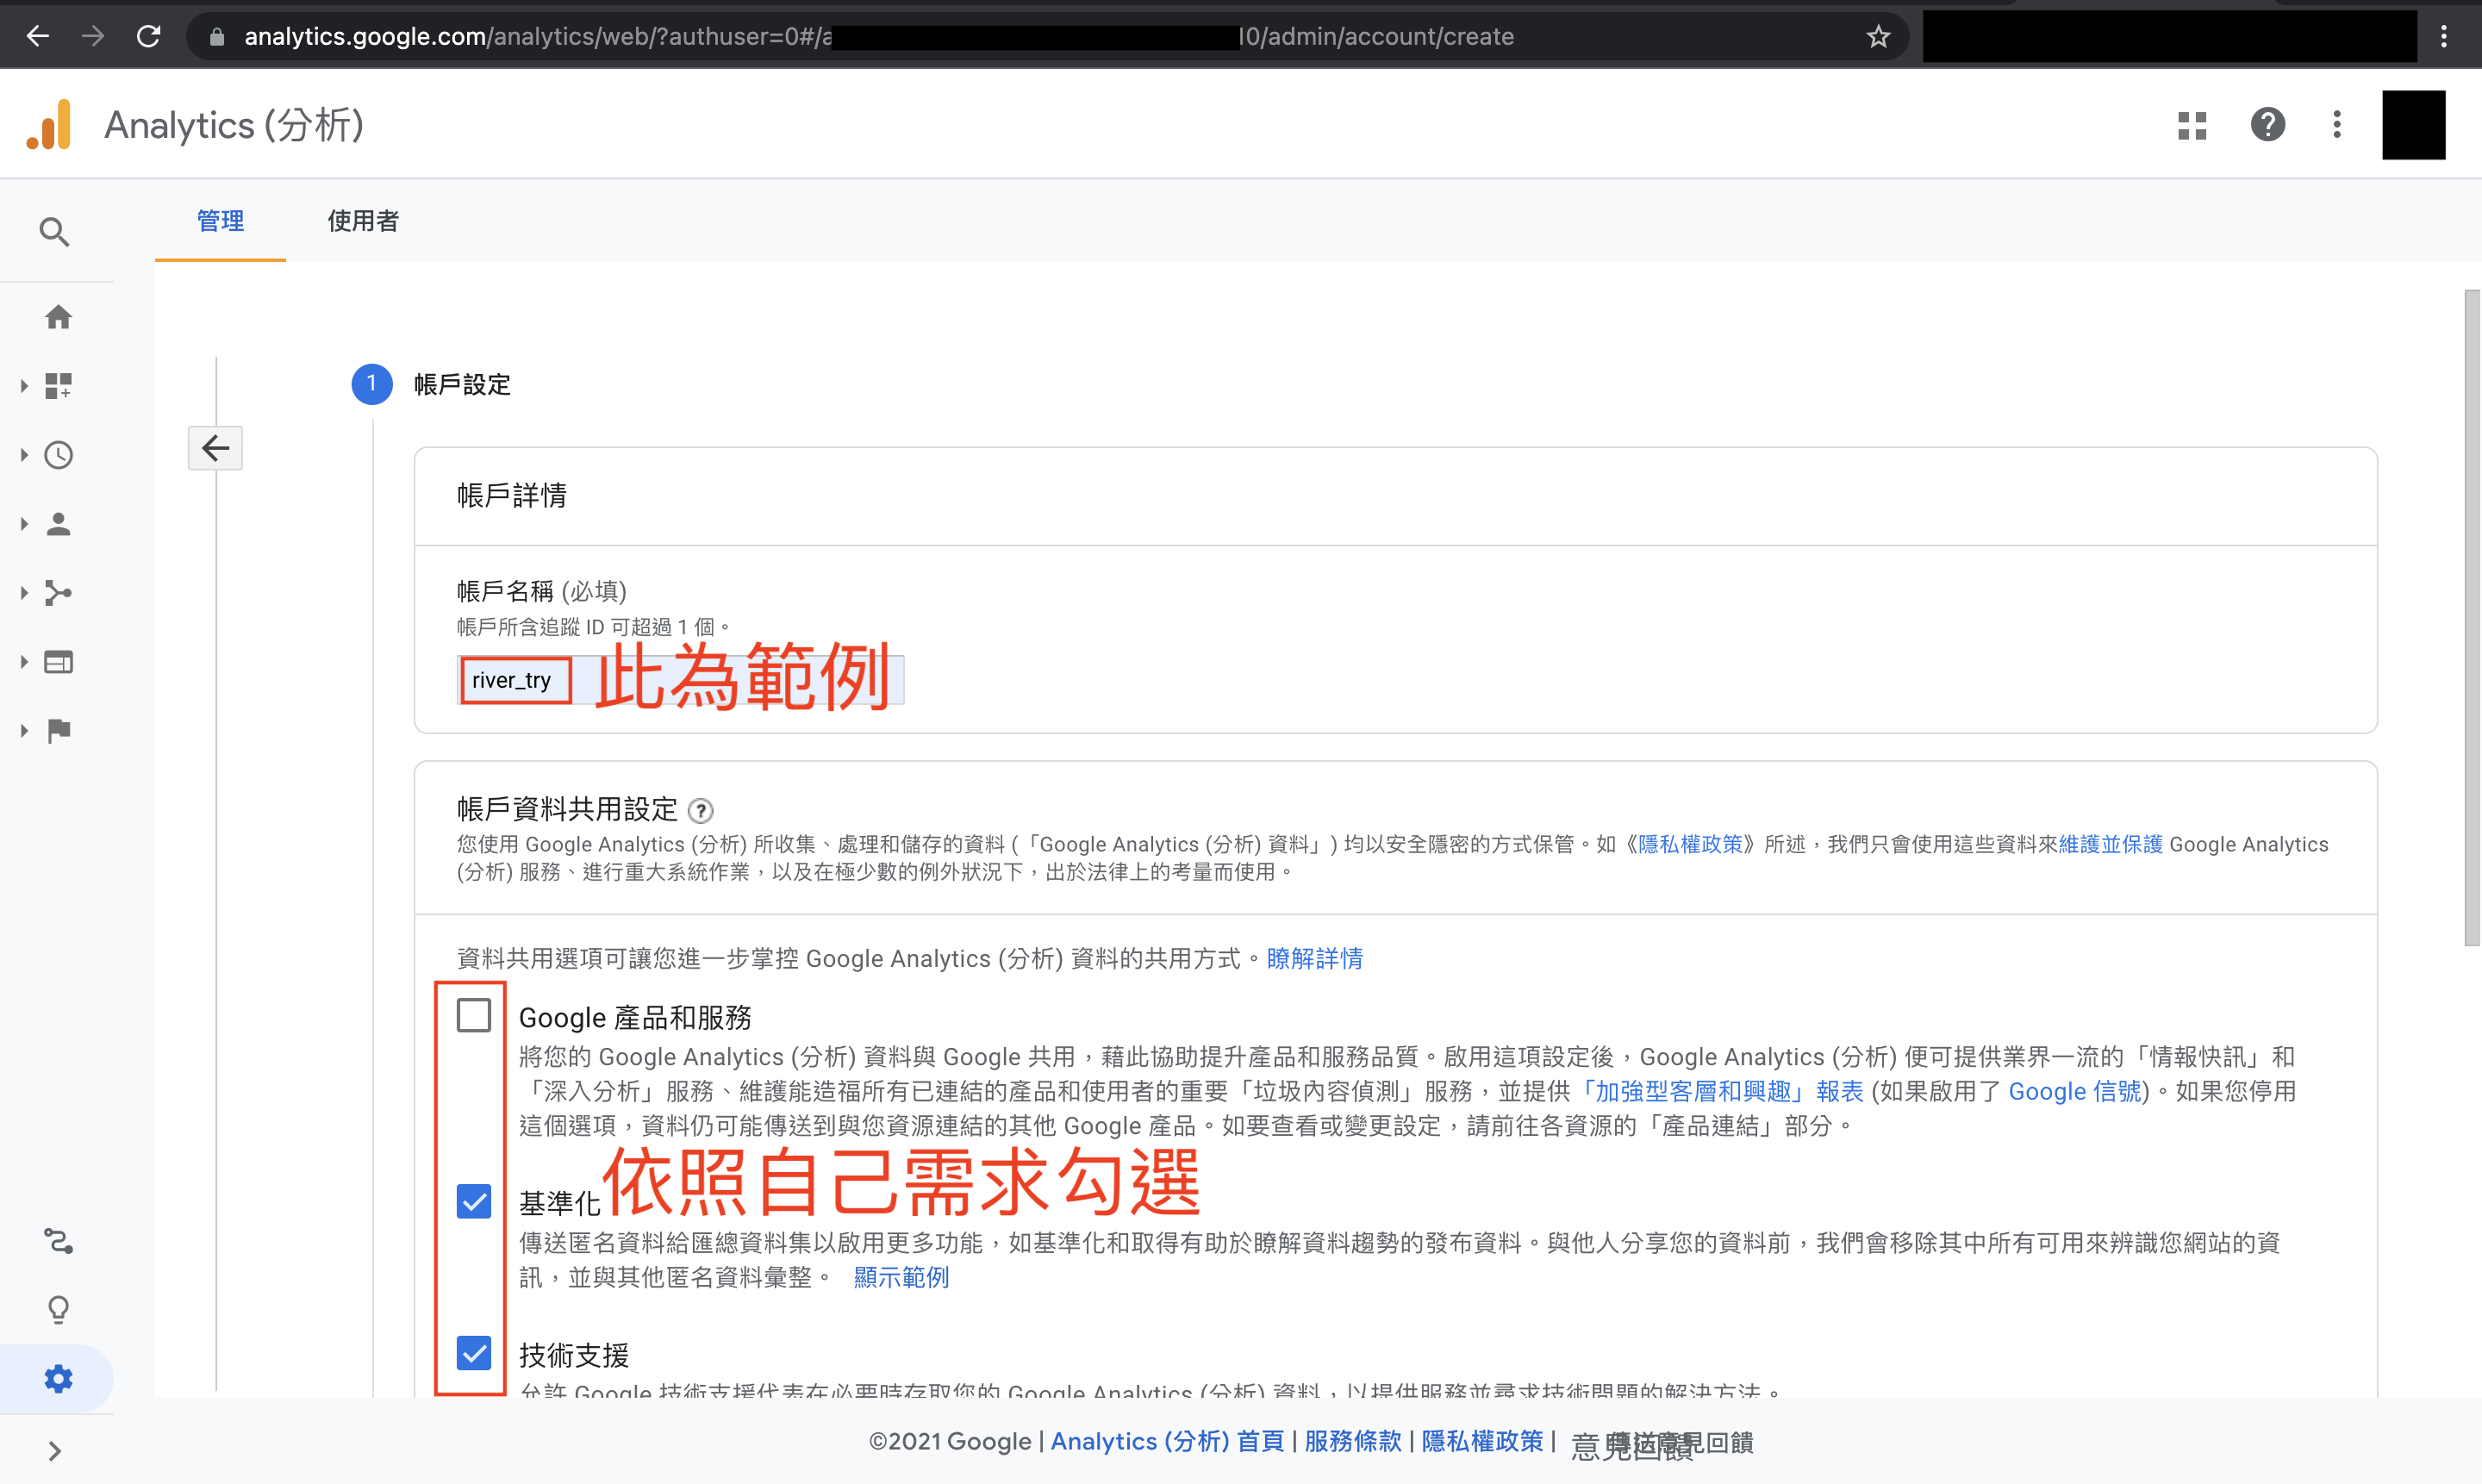 analytics.google.com/analytics/web/?authuser=0#/a
10/admin/account/create
Analytics (分析)
管理 使用者
1 帳戶設定
帳戶詳情
帳戶名稱 (必填)
帳戶所含追蹤 ID 可超過 1 個。
river_try 此為範例
帳戶資料共用設定
您使用 Google Analytics (分析) 所收集、處理和儲存的資料 (「Google Analytics (分析) 資料」) 均以安全隱密的方式保管。如《隱私權政策》所述，我們只會使用這些資料來維護並保護 Google Analytics
(分析) 服務、進行重大系統作業，以及在極少數的例外狀況下，出於法律上的考量而使用。
資料共用選項可讓您進一步掌控 Google Analytics (分析) 資料的共用方式。瞭解詳情
Google 產品和服務
將您的 Google Analytics (分析) 資料與 Google 共用，藉此協助提升產品和服務品質。啟用這項設定後，Google Analytics (分析) 便可提供業界一流的「情報快訊」和
「深入分析」服務、維護能造福所有已連結的產品和使用者的重要「垃圾內容偵測」服務，並提供「加強型客層和興趣」報表 (如果啟用了 Google 信號)。如果您停用
這個選項，資料仍可能傳送到與您資源連結的其他 Google 產品。如要查看或變更設定，請前往各資源的「產品連結」部分。
依照自己需求勾選
基準化
傳送匿名資料給匯總資料集以啟用更多功能，如基準化和取得有助於瞭解資料趨勢的發布資料。與他人分享您的資料前，我們會移除其中所有可用來辨識您網站的資
訊，並與其他匿名資料彙整。 顯示範例
技術支援
允許 Google 技術支援代表在必要時存取您的 Google Analytics (分析) 資料，以提供服務並尋求技術問題的解決方法。
©2021 Google | Analytics (分析) 首頁 | 服務條款 | 隱私權政策 | 傳送意見回饋